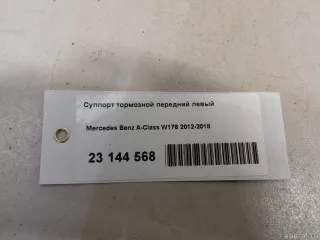 Суппорт тормозной передний левый
Mercedes Benz A-Class W176 2012-2018
23 144 568